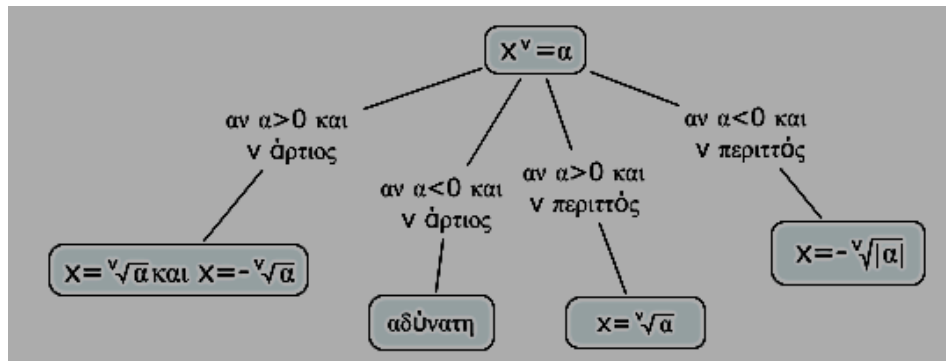 x^ν=α
αν α>0 και
ν άρτιος
αν α<0 και
ν άρτιος
αν α>0 και
ν περιττός
αν α<0 και
ν περιττός
x=^ν√α και x=-^ν√α
αδύνατη
x=^ν√α
x=-^ν√|α|